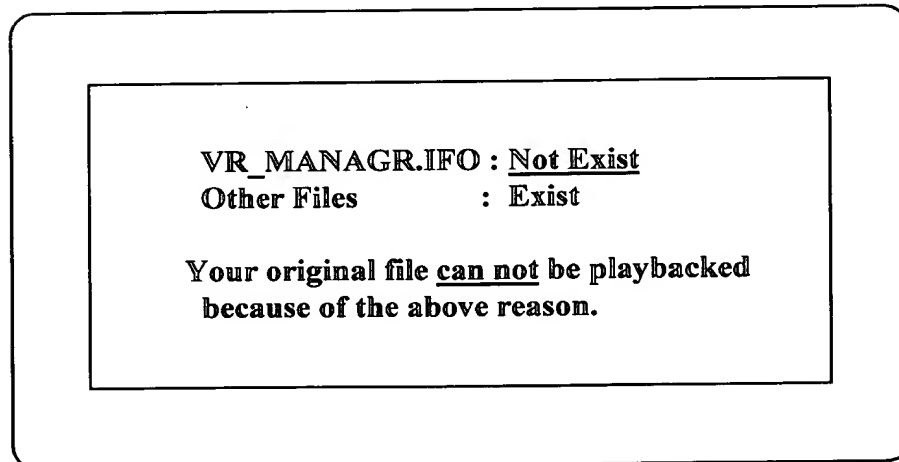 VR_MANAGR.IFO : Not Exist
Other Files : Exist
Your original file can not be playbacked
because of the above reason.